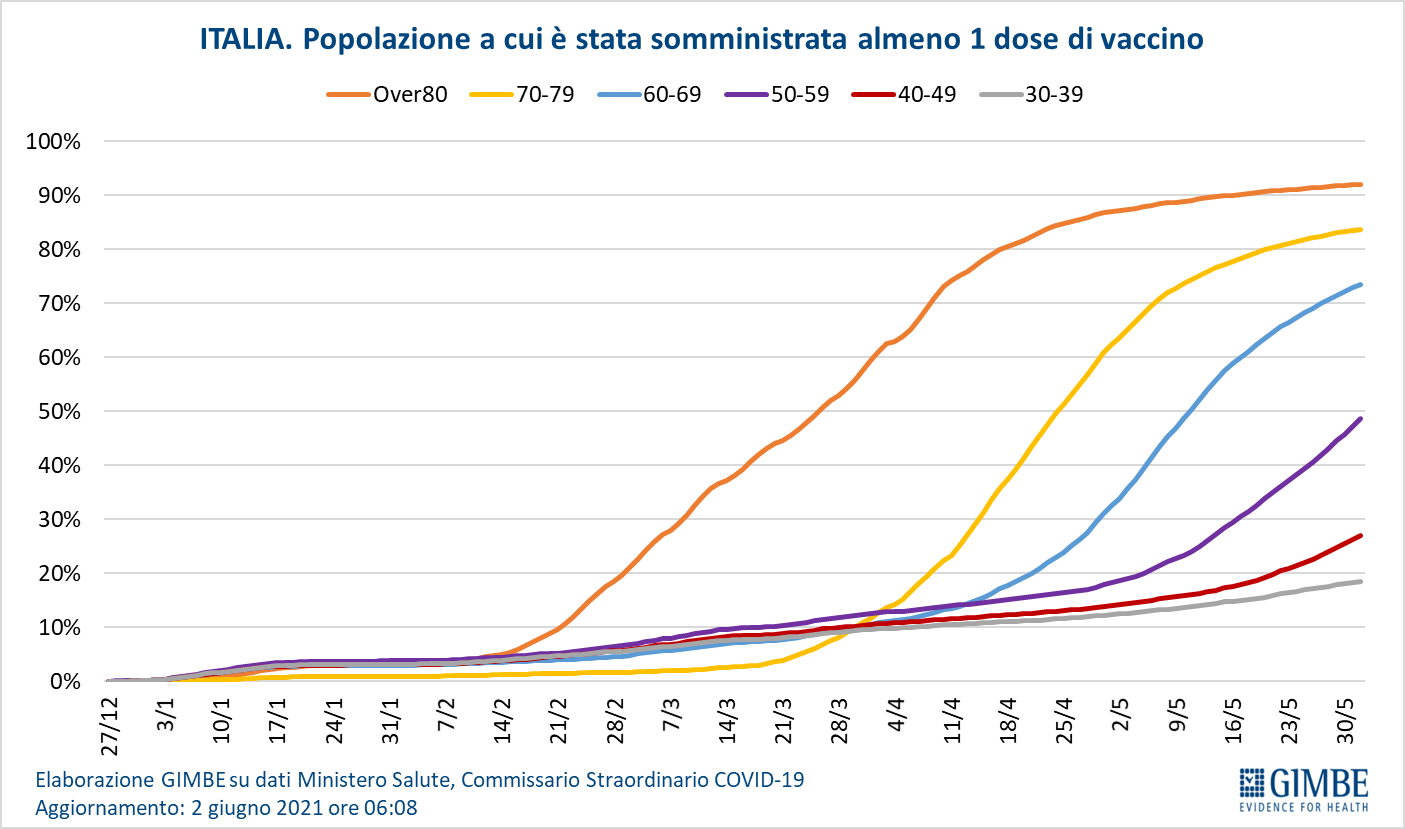 ITALIA. Popolazione a cui è stata somministrata almeno 1 dose di vaccino
Over80 70-79 60-69 50-59 40-49 30-39
100%
90%
80%
70%
60%
50%
40%
30%
20%
10%
0%
27/12 3/1 10/1 17/1 24/1 31/1 7/2 14/2 21/2 28/2 7/3 14/3 21/3 28/3 4/4 11/4 18/4 25/4 2/5 9/5 16/5 23/5 30/5
Elaborazione GIMBE su dati Ministero Salute, Commissario Straordinario COVID-19
Aggiornamento: 2 giugno 2021 ore 06:08
GIMBE
EVIDENCE FOR HEALTH